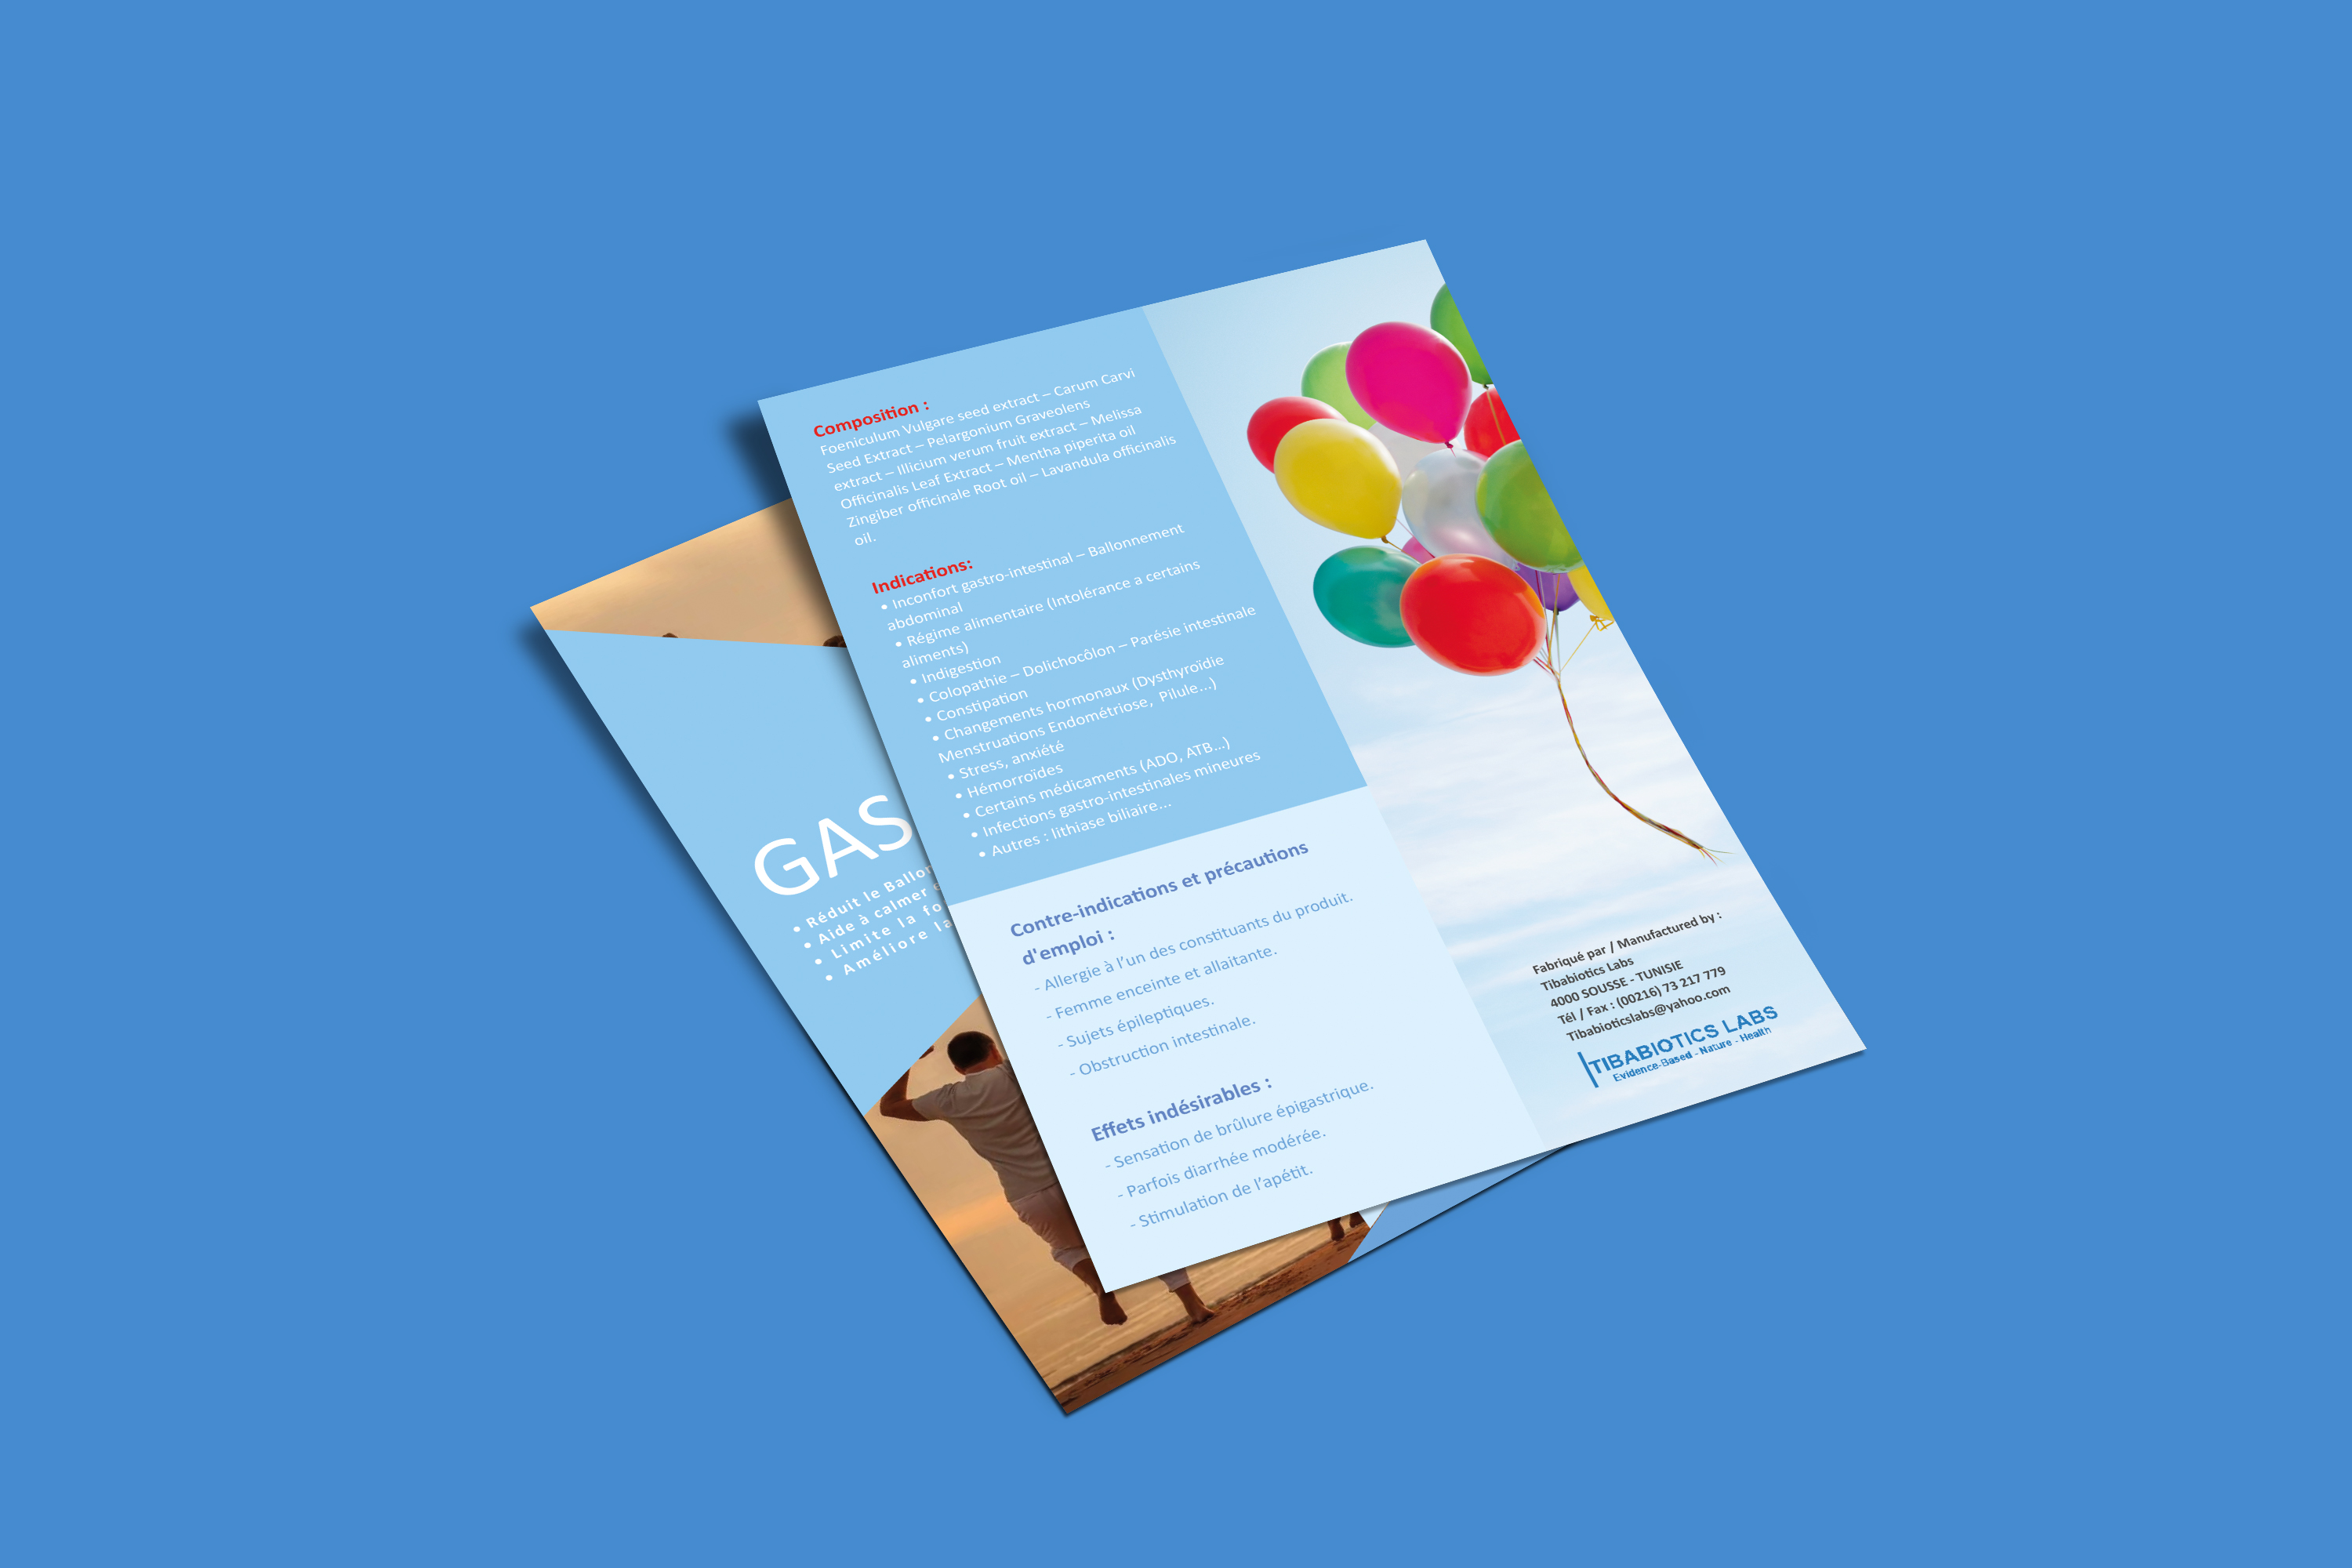 Composition :
Foeniculum Vulgare seed extract – Carum Carvi
Seed Extract – Pelargonium Graveolens
extract – Illicium verum fruit extract – Melissa
Officinalis Leaf Extract – Mentha piperita oil
Zingiber officinale Root oil – Lavandula officinalis
oil.
Indications:
• Inconfort gastro-intestinal – Ballonnement
abdominal
• Régime alimentaire (Intolérance a certains
aliments)
• Indigestion
• Colopathie – Dolichocôlon – Parésie intestinale
• Constipation
• Changements hormonaux (Dysthyroïdie
Menstruations Endométriose, Pilule...)
• Stress, anxiété
• Hémorroïdes
• Certains médicaments (ADO, ATB...)
• Infections gastro-intestinales mineures
• Autres : lithiase biliaire...
Contre-indications et précautions
d'emploi :
- Allergie à l’un des constituants du produit.
- Femme enceinte et allaitante.
- Sujets épileptiques.
- Obstruction intestinale.
Effets indésirables :
- Sensation de brûlure épigastrique.
- Parfois diarrhée modérée.
- Stimulation de l’apétit.
Fabriqué par / Manufactured by :
Tibabiotics Labs
4000 SOUSSE - TUNISIE
Tél / Fax : (00216) 73 217 779
Tibabioticslabs@yahoo.com
TIBABIOTICS LABS
Evidence-Based - Nature - Health
GAS
• Réduit le
• Aide à calmer
• Limite la
• Améliore la